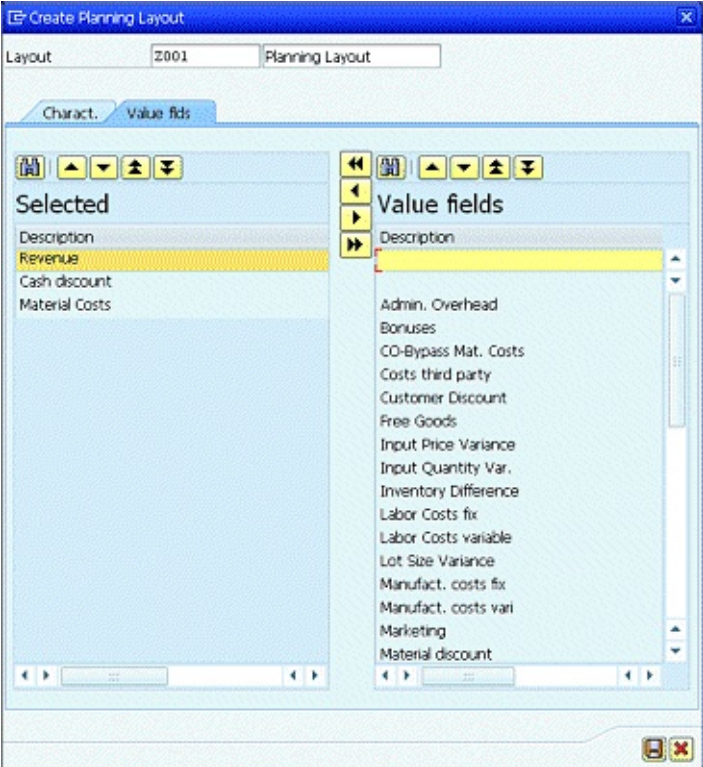 Create Planning Layout
Layout Z001 Planning Layout
Charact. Value flds
Selected
Description
Revenue
Cash discount
Material Costs
Value fields
Description
Admin. Overhead
Bonuses
CO-Bypass Mat. Costs
Costs third party
Customer Discount
Free Goods
Input Price Variance
Input Quantity Var.
Inventory Difference
Labor Costs fix
Labor Costs variable
Lot Size Variance
Manufact. costs fix
Manufact. costs vari
Marketing
Material discount